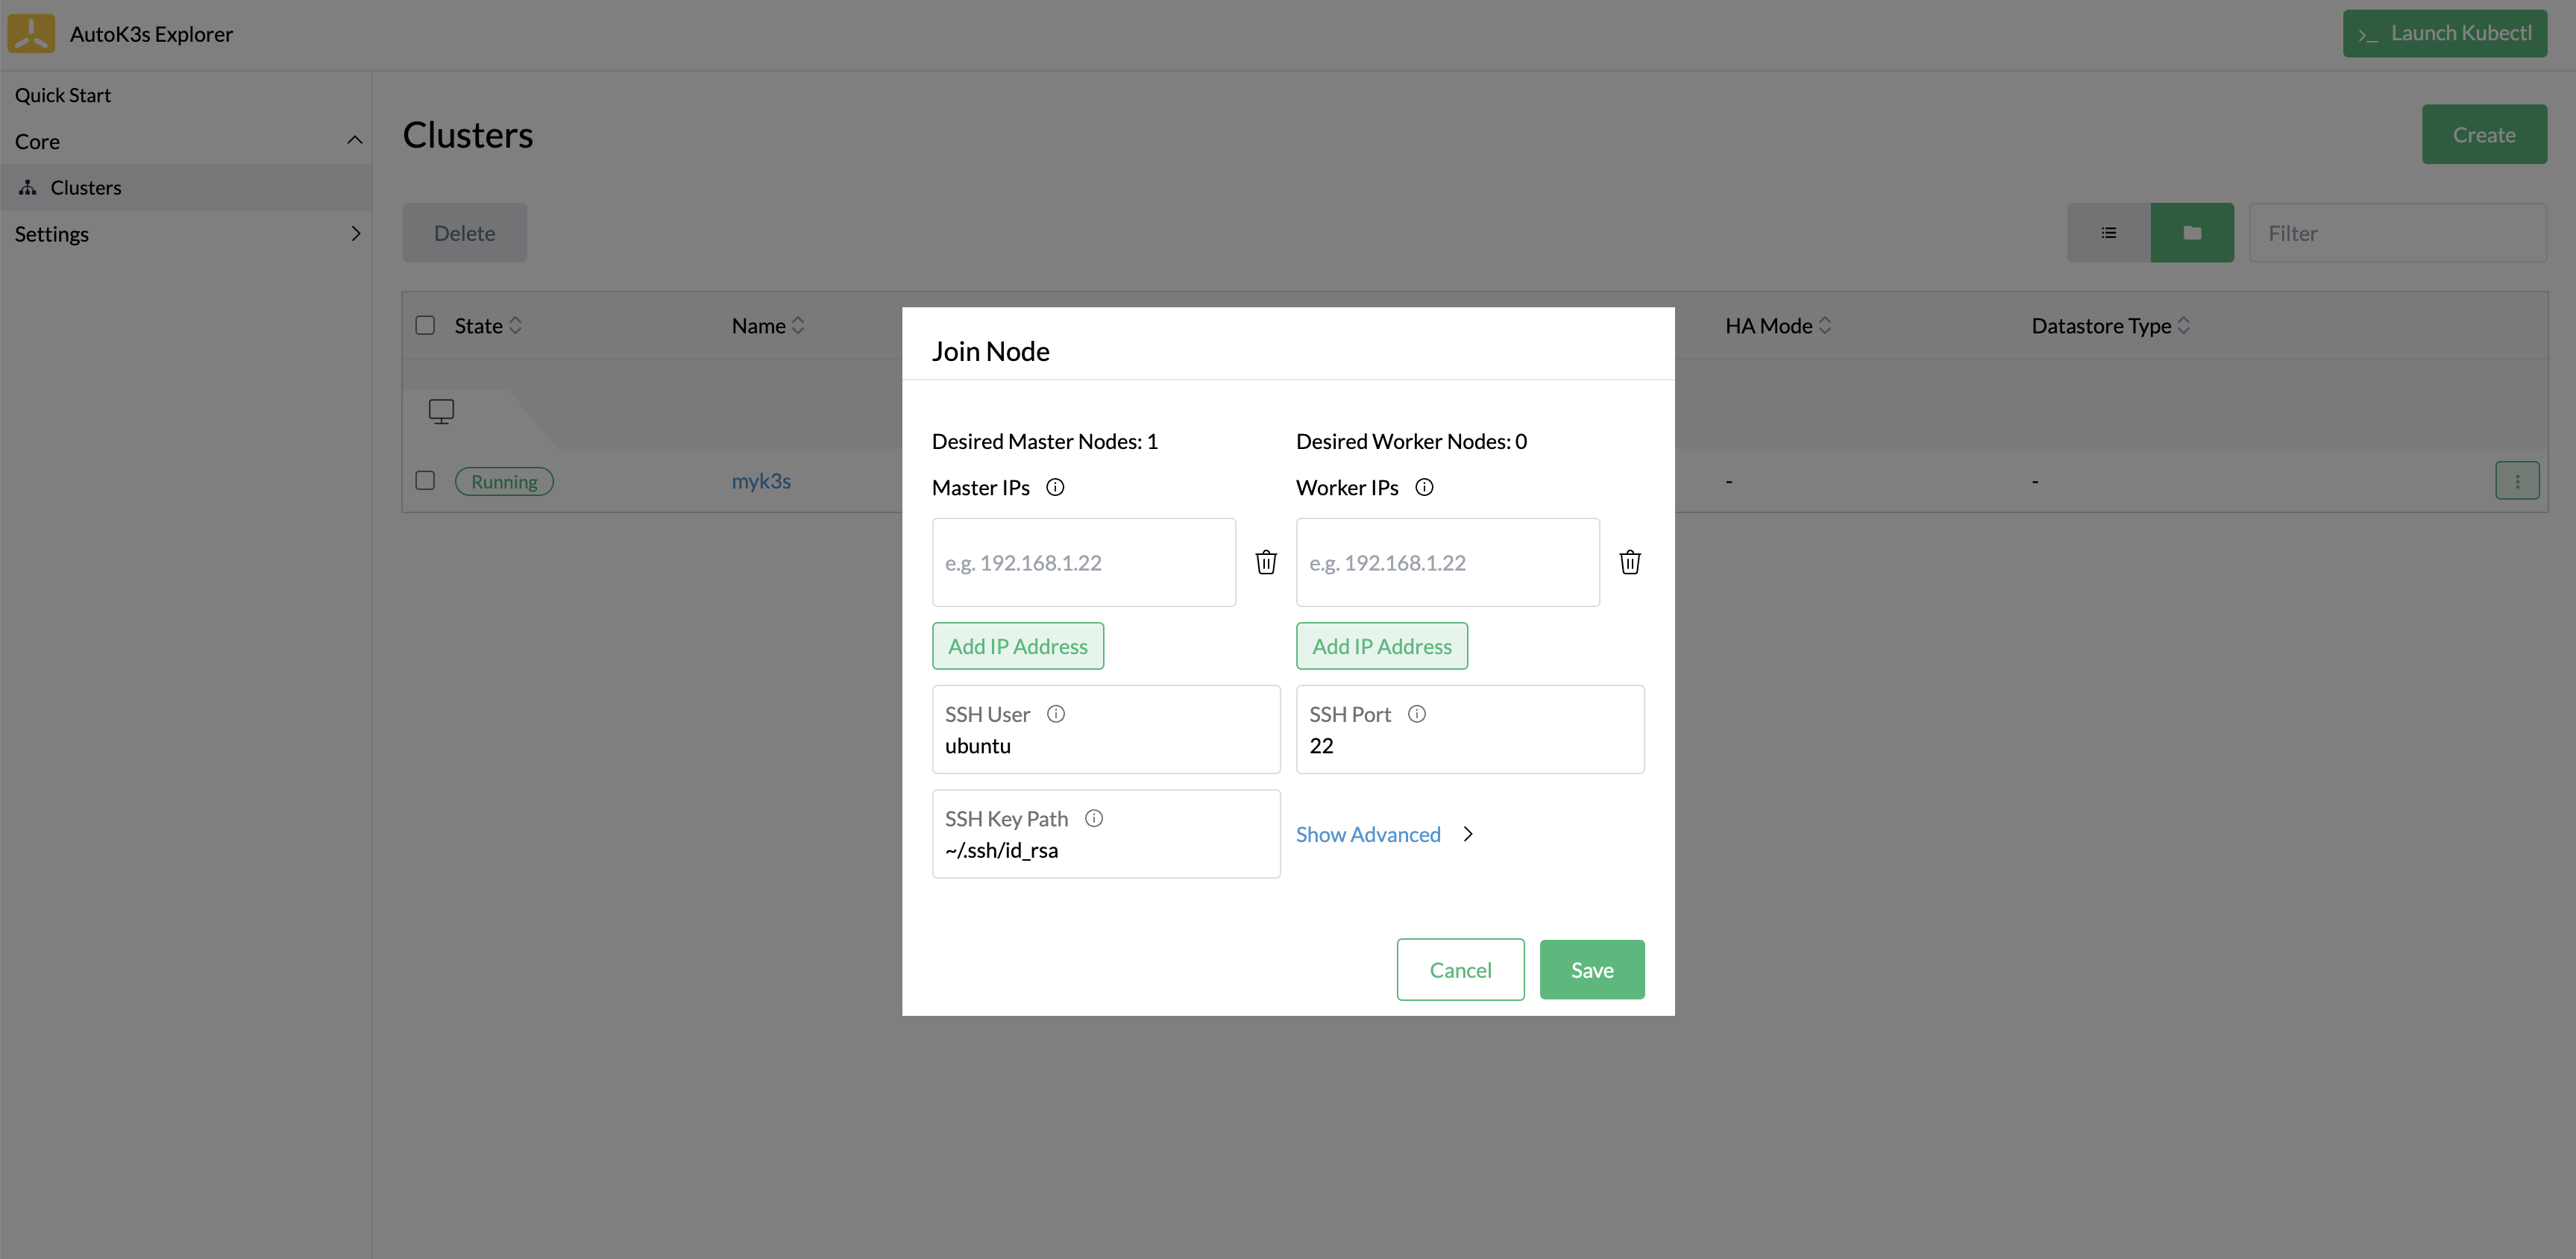 AutoK3s Explorer
>_ Launch Kubectl
Quick Start
Core
Clusters
Settings
Clusters
Create
Delete
Filter
State
Name
HA Mode
Datastore Type
Running
myk3s
-
-
Join Node
Desired Master Nodes: 1
Desired Worker Nodes: 0
Master IPs
Worker IPs
e.g. 192.168.1.22
e.g. 192.168.1.22
Add IP Address
Add IP Address
SSH User
ubuntu
SSH Port
22
SSH Key Path
~/.ssh/id_rsa
Show Advanced
Cancel
Save